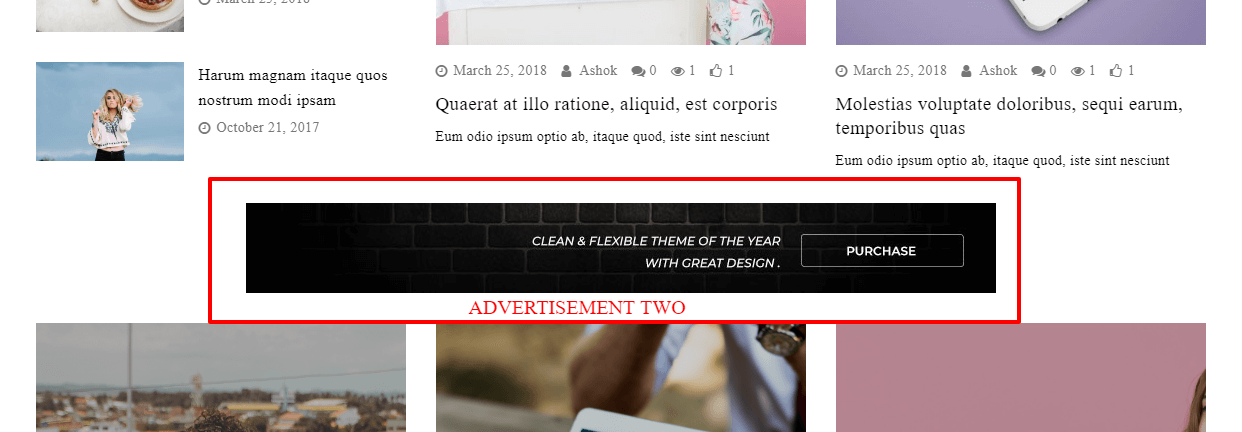 Harum magnam itaque quos
nostrum modi ipsam
October 21, 2017
March 25, 2018 Ashok 0 1 1
Quaerat at illo ratione, aliquid, est corporis
Eum odio ipsum optio ab, itaque quod, iste sint nesciunt
March 25, 2018 Ashok 0 1 1
Molestias voluptate doloribus, sequi earum,
temporibus quas
Eum odio ipsum optio ab, itaque quod, iste sint nesciunt
CLEAN & FLEXIBLE THEME OF THE YEAR
WITH GREAT DESIGN .
PURCHASE
ADVERTISEMENT TWO